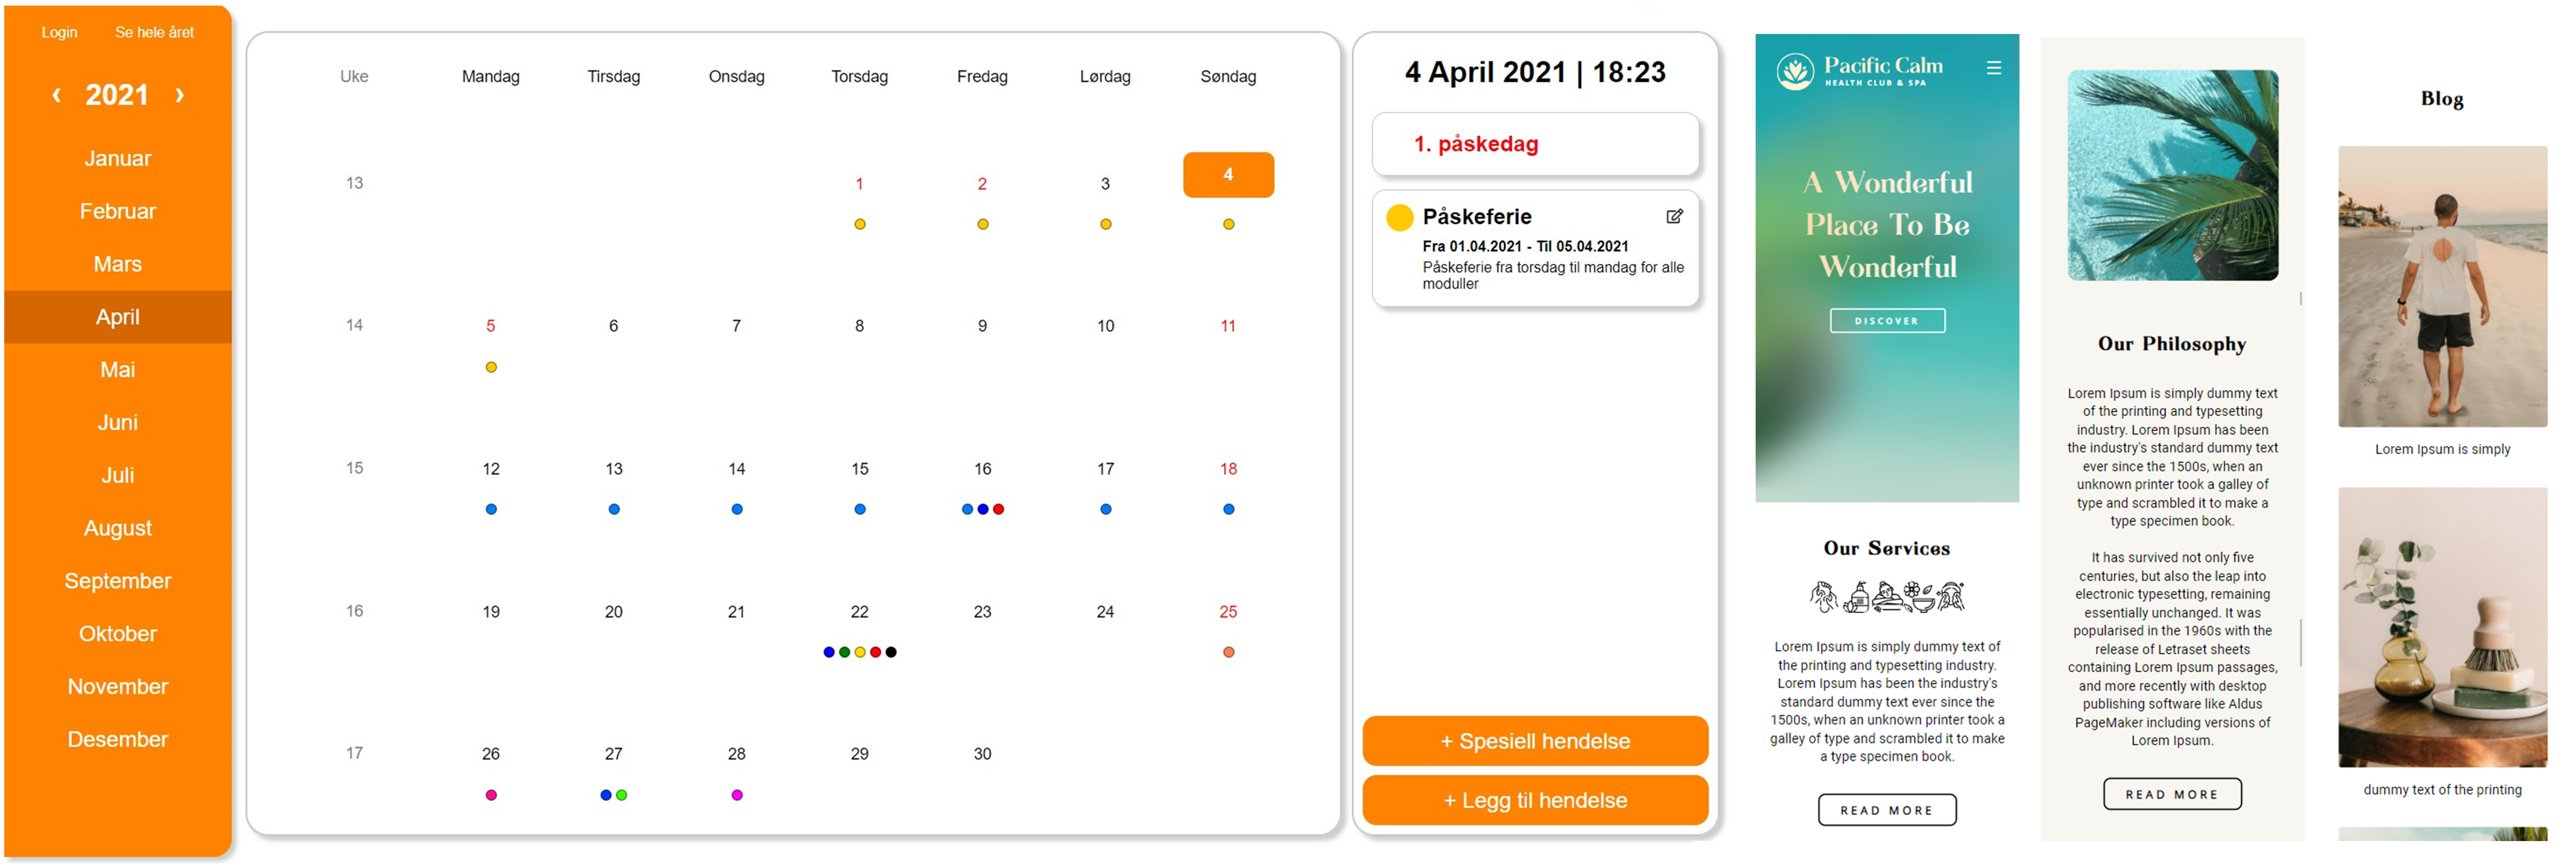 Login Se hele året
‹ 2021 ›
Januar
Februar
Mars
April
Mai
Juni
Juli
August
September
Oktober
November
Desember
Uke Mandag Tirsdag Onsdag Torsdag Fredag Lørdag Søndag
13 1 2 3 4
14 5 6 7 8 9 10 11
15 12 13 14 15 16 17 18
16 19 20 21 22 23 24 25
17 26 27 28 29 30
4 April 2021 | 18:23
1. påskedag
Påskeferie
Fra 01.04.2021 - Til 05.04.2021
Påskeferie fra torsdag til mandag for alle
moduller
+ Spesiell hendelse
+ Legg til hendelse
Pacific Calm
HEALTH CLUB & SPA
A Wonderful
Place To Be
Wonderful
DISCOVER
Our Services
Lorem Ipsum is simply dummy text of
the printing and typesetting industry.
Lorem Ipsum has been the industry's
standard dummy text ever since the
1500s, when an unknown printer took a
galley of type and scrambled it to make
a type specimen book.
READ MORE
Our Philosophy
Lorem Ipsum is simply dummy text
of the printing and typesetting
industry. Lorem Ipsum has been
the industry's standard dummy text
ever since the 1500s, when an
unknown printer took a galley of
type and scrambled it to make a
type specimen book.
It has survived not only five
centuries, but also the leap into
electronic typesetting, remaining
essentially unchanged. It was
popularised in the 1960s with the
release of Letraset sheets
containing Lorem Ipsum passages,
and more recently with desktop
publishing software like Aldus
PageMaker including versions of
Lorem Ipsum.
READ MORE
Blog
Lorem Ipsum is simply
dummy text of the printing